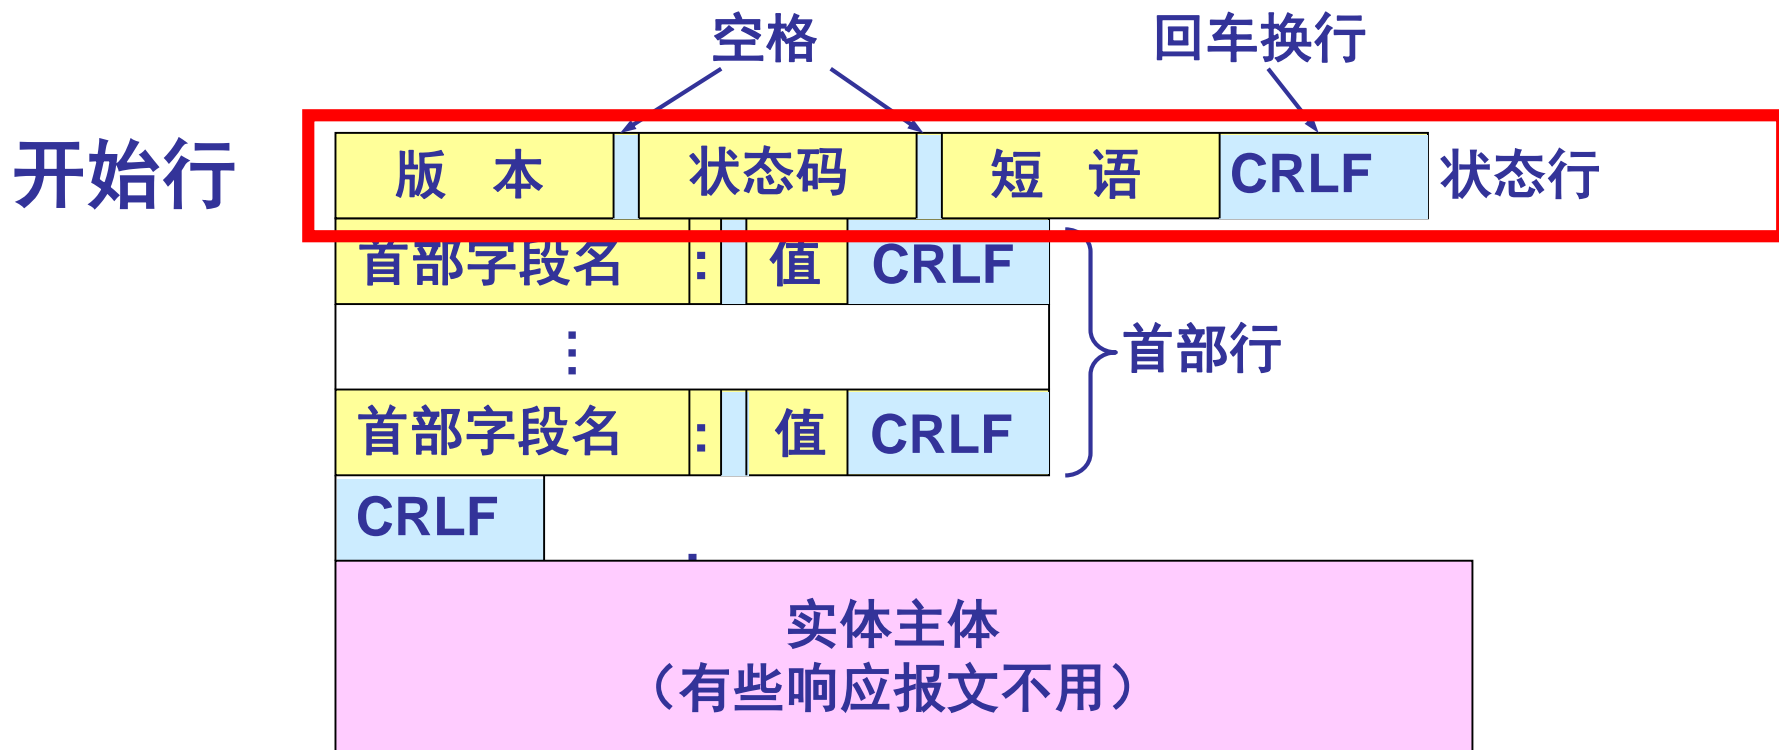 空格 回车换行
开始行 版 本 状态码 短 语 CRLF 状态行
首部字段名 : 值 CRLF
⋮ 首部行
首部字段名 : 值 CRLF
CRLF
实体主体
（有些响应报文不用）